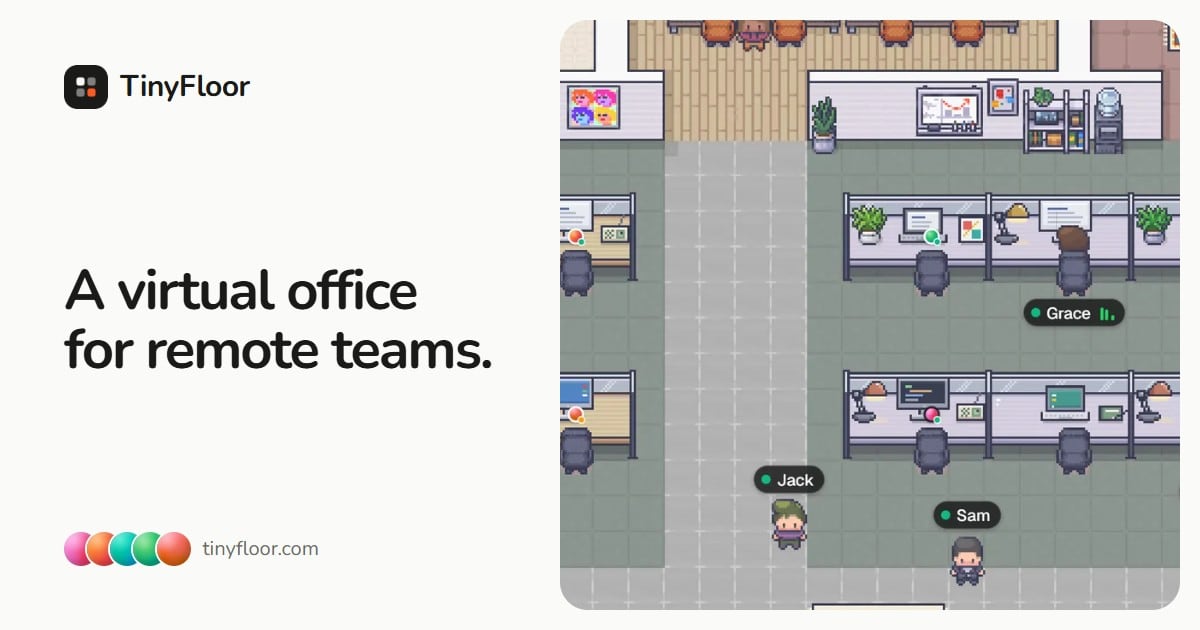 TinyFloor
A virtual office
for remote teams.
tinyfloor.com
Grace
Jack
Sam